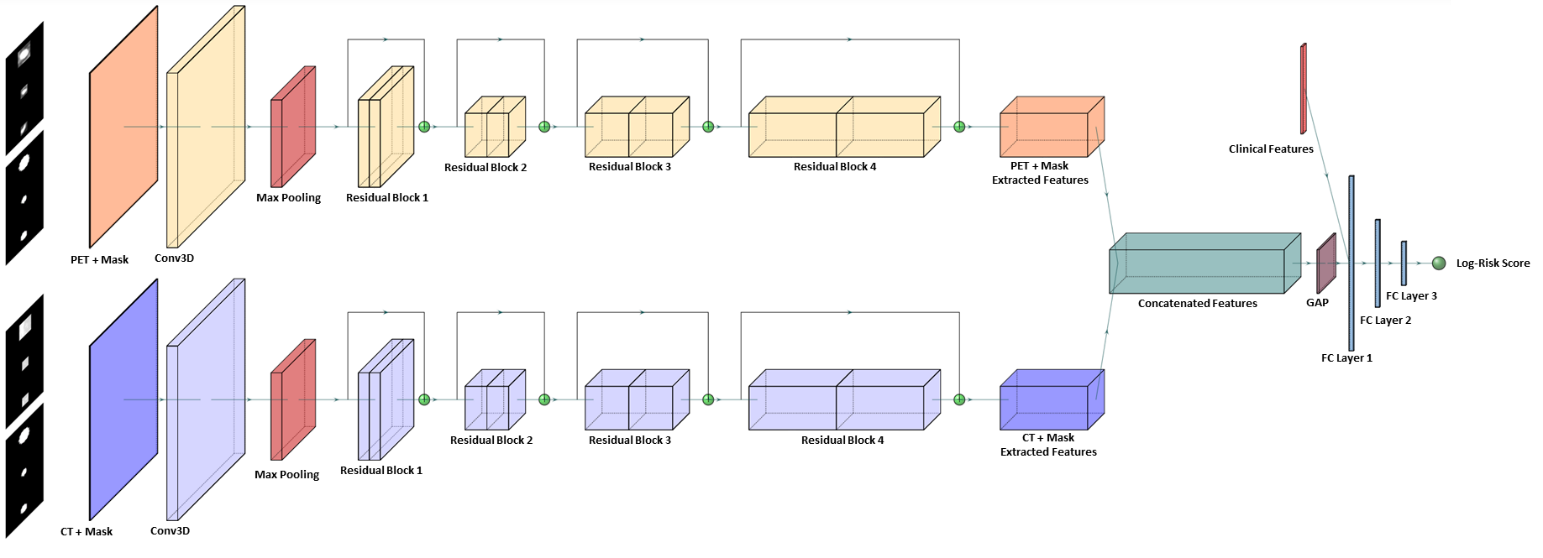 PET + Mask
Conv3D
Max Pooling
Residual Block 1
Residual Block 2
Residual Block 3
Residual Block 4
PET + Mask
Extracted Features
Clinical Features
Concatenated Features
GAP
FC Layer 1
FC Layer 2
FC Layer 3
Log-Risk Score
CT + Mask
Conv3D
Max Pooling
Residual Block 1
Residual Block 2
Residual Block 3
Residual Block 4
CT + Mask
Extracted Features